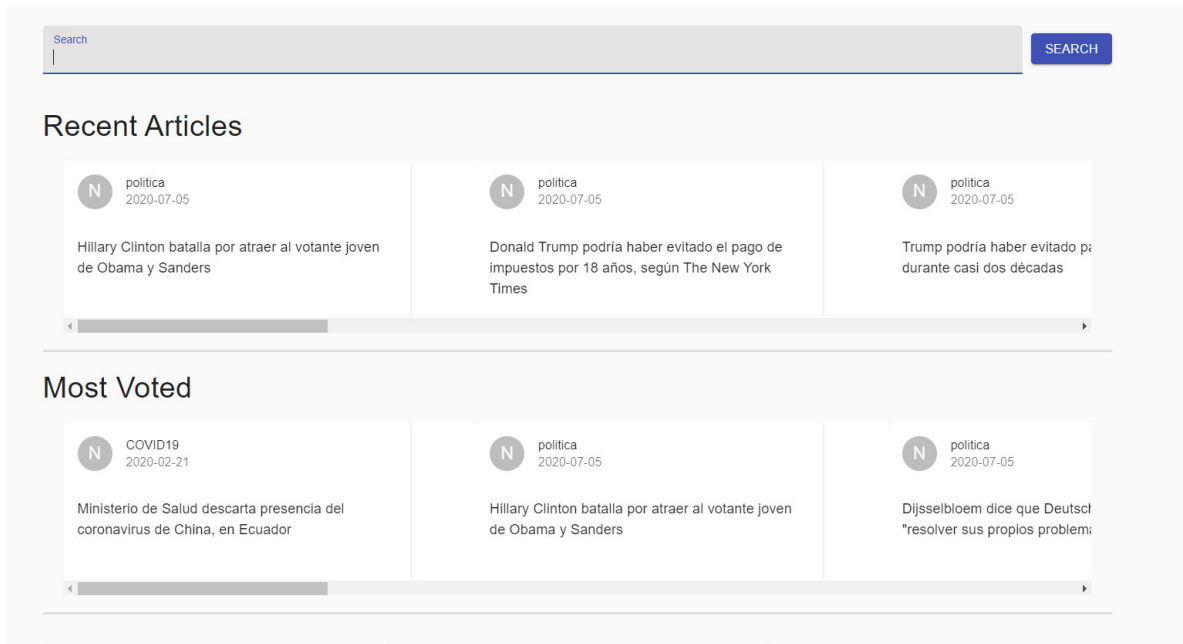 Search
SEARCH
Recent Articles
N
politica
2020-07-05
Hillary Clinton batalla por atraer al votante joven
de Obama y Sanders
N
politica
2020-07-05
Donald Trump podría haber evitado el pago de
impuestos por 18 años, según The New York
Times
N
politica
2020-07-05
Trump podría haber evitado
durante casi dos décadas
Most Voted
N
COVID19
2020-02-21
Ministerio de Salud descarta presencia del
coronavirus de China, en Ecuador
N
politica
2020-07-05
Hillary Clinton batalla por atraer al votante joven
de Obama y Sanders
N
politica
2020-07-05
Dijsselbloem dice que
"resolver sus propios